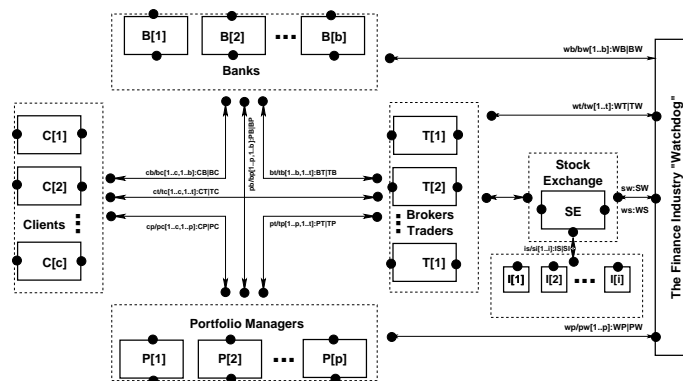 B[1]
B[2]
B[b]
Banks
wb/bw[1..b]:WB|BW
wt/tw[1..t]:WT|TW
C[1]
C[2]
Clients
C[c]
cb/bc[1..c,1..b]:CB|BC
ct/tc[1..c,1..t]:CT|TC
cp/pc[1..c,1..p]:CP|PC
pb/bp[1..p,1..b]:PB|BP
bt/tb[1..b,1..t]:BT|TB
pt/tp[1..p,1..t]:PT|TP
T[1]
T[2]
Brokers
Traders
T[1]
Stock
Exchange
SE
sw:SW
ws:WS
is/si[1..i]:IS|SI
I[1]
I[2]
I[i]
Portfolio Managers
P[1]
P[2]
P[p]
wp/pw[1..p]:WP|PW
The Finance Industry "Watchdog"